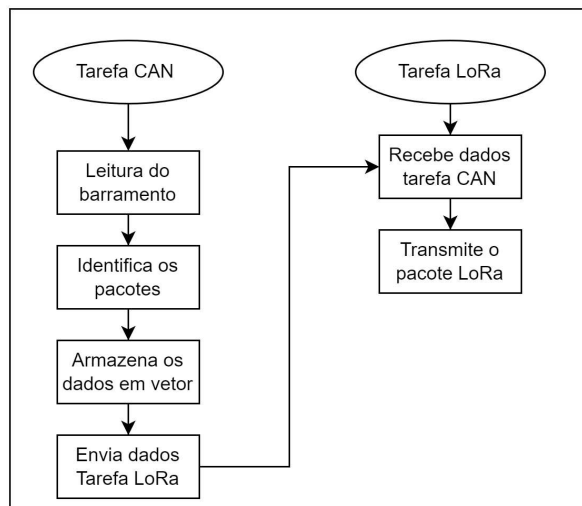 Tarefa CAN
Leitura do
barramento
Identifica os
pacotes
Armazena os
dados em vetor
Envia dados
Tarefa LoRa
Tarefa LoRa
Recebe dados
tarefa CAN
Transmite o
pacote LoRa